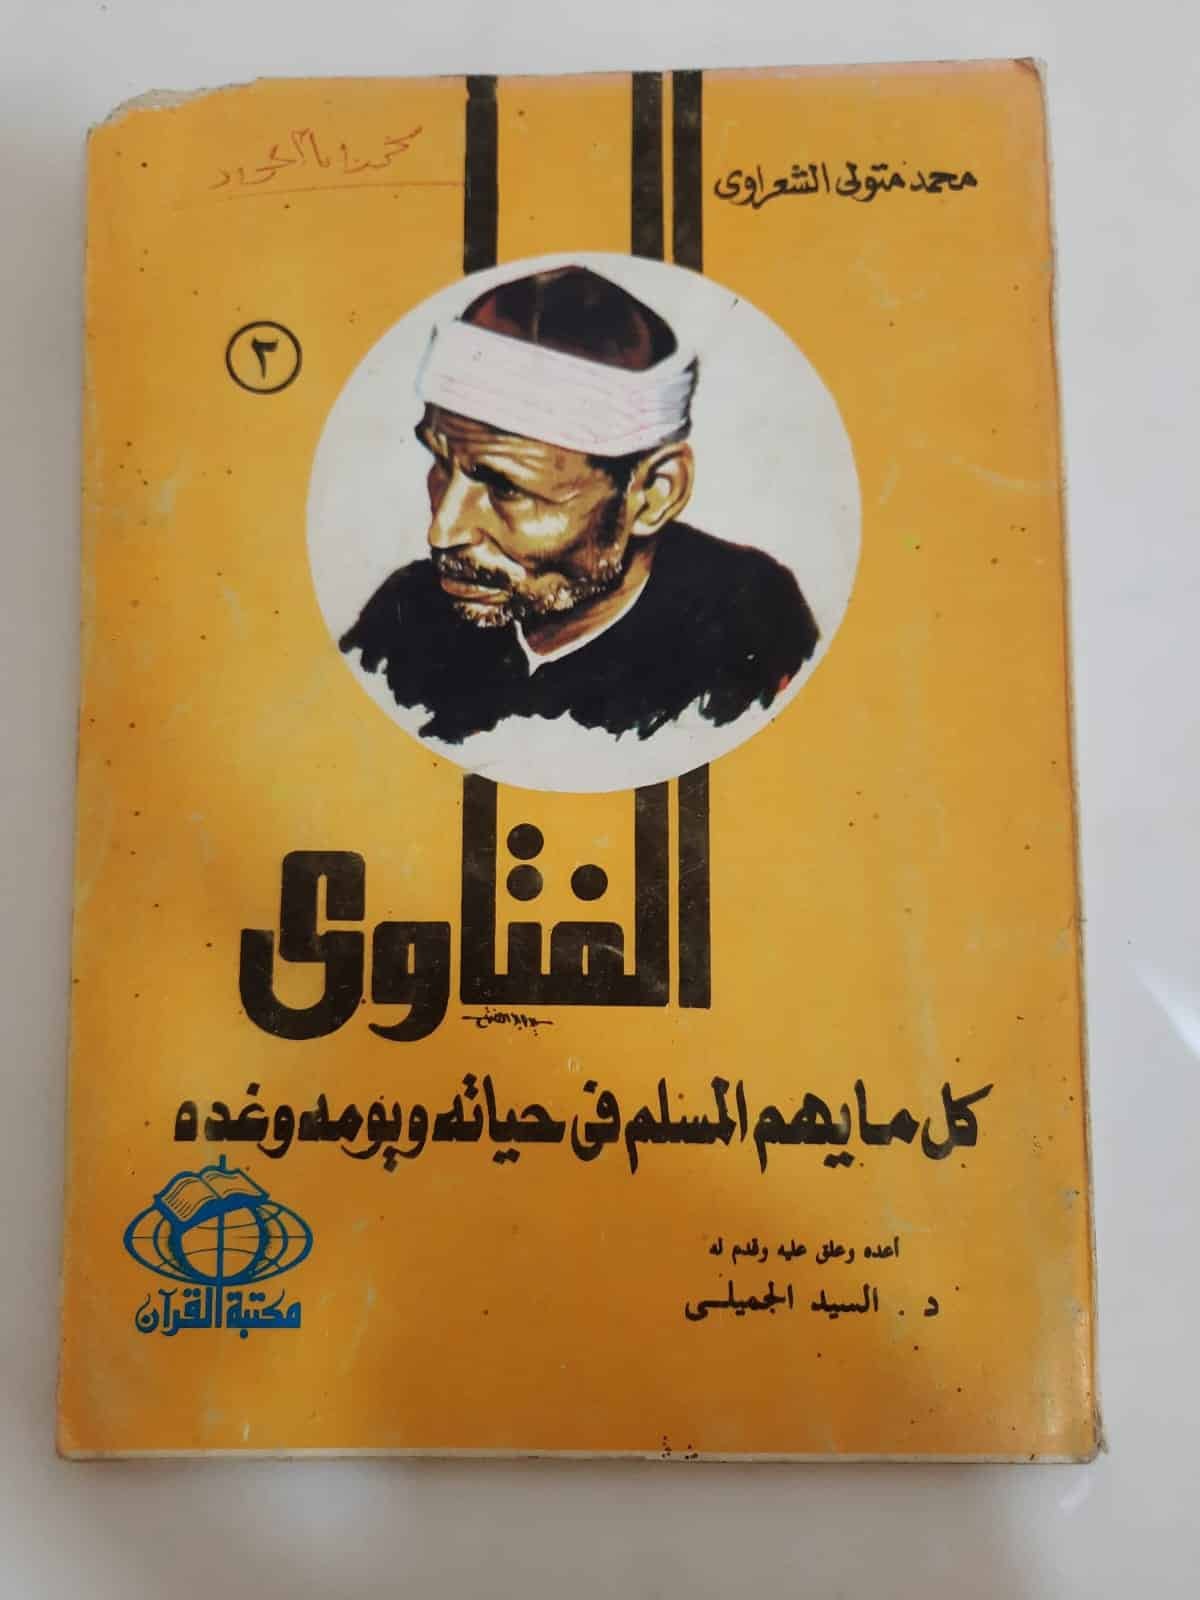 محمد متولى الشعراوى
٢
الفتاوى
كل ما يهم المسلم فى حياته ويومه وغده
أعده وعلق عليه وقدم له
د. السيد الجميلى
مكتبة القرآن